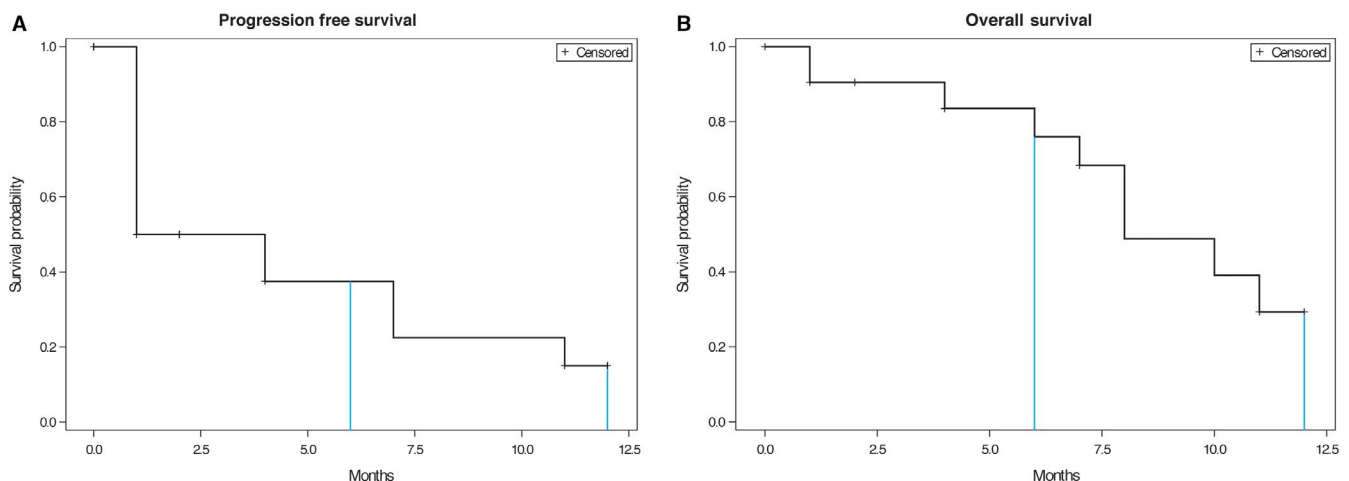 A
Progression free survival
+ Censored
Survival probability
1.0
0.8
0.6
0.4
0.2
0.0
0.0 2.5 5.0 7.5 10.0 12.5
Months
B
Overall survival
+ Censored
Survival probability
1.0
0.8
0.6
0.4
0.2
0.0
0.0 2.5 5.0 7.5 10.0 12.5
Months